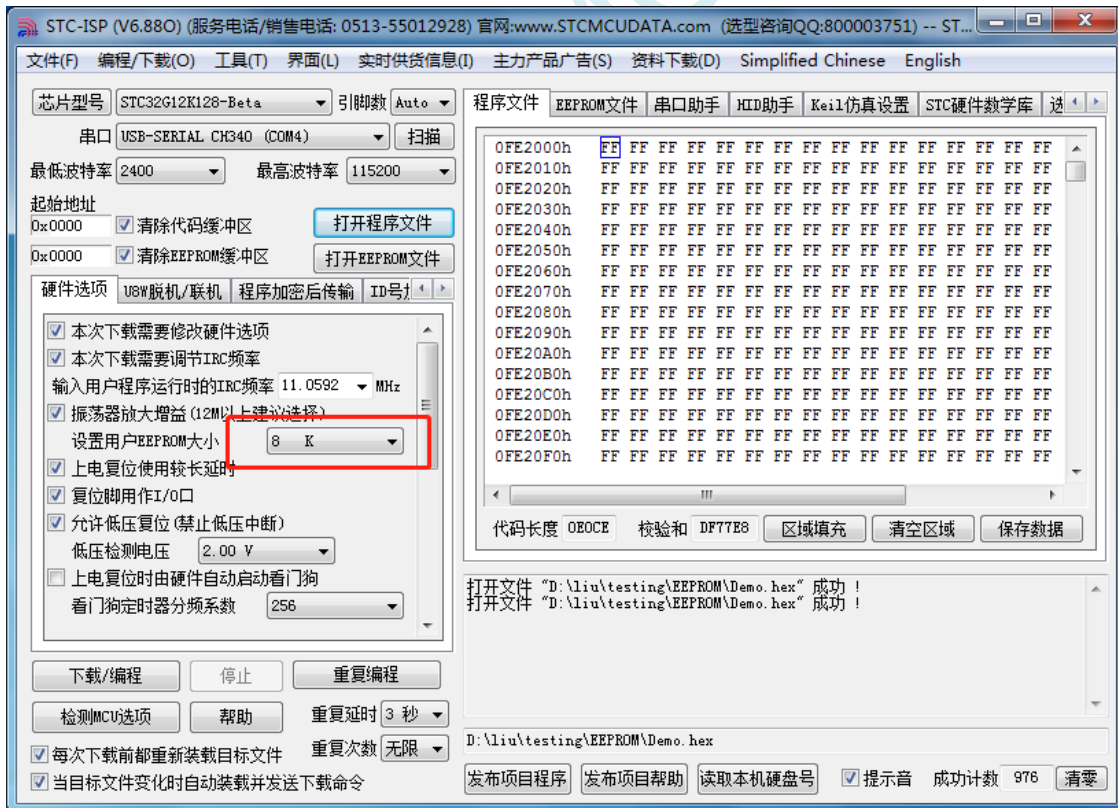 STC-ISP (V6.88O) (服务电话/销售电话: 0513-55012928) 官网:www.STCMCUDATA.com (选型咨询QQ:800003751) -- ST...
文件(F) 编程/下载(O) 工具(T) 界面(L) 实时供货信息(I) 主力产品广告(S) 资料下载(D) Simplified Chinese English
芯片型号 STC32G12K128-Beta 引脚数 Auto
串口 USB-SERIAL CH340 (COM4) 扫描
最低波特率 2400 最高波特率 115200
起始地址
0x0000 清除代码缓冲区 打开程序文件
0x0000 清除EEPROM缓冲区 打开EEPROM文件
硬件选项 U8W脱机/联机 程序加密后传输 ID号
本次下载需要修改硬件选项
本次下载需要调节IRC频率
输入用户程序运行时的IRC频率 11.0592 MHz
振荡器放大增益(12M以上建议选择)
设置用户EEPROM大小 8 K
上电复位使用较长延时
复位脚用作I/O口
允许低压复位(禁止低压中断)
低压检测电压 2.00 V
上电复位时由硬件自动启动看门狗
看门狗定时器分频系数 256
下载/编程 停止 重复编程
检测MCU选项 帮助 重复延时 3 秒
每次下载前都重新装载目标文件 重复次数 无限
当目标文件变化时自动装载并发送下载命令
程序文件 EEPROM文件 串口助手 HID助手 Keil仿真设置 STC硬件数学库 选
0FE2000h FF FF FF FF FF FF FF FF FF FF FF FF FF FF FF FF
0FE2010h FF FF FF FF FF FF FF FF FF FF FF FF FF FF FF FF
0FE2020h FF FF FF FF FF FF FF FF FF FF FF FF FF FF FF FF
0FE2030h FF FF FF FF FF FF FF FF FF FF FF FF FF FF FF FF
0FE2040h FF FF FF FF FF FF FF FF FF FF FF FF FF FF FF FF
0FE2050h FF FF FF FF FF FF FF FF FF FF FF FF FF FF FF FF
0FE2060h FF FF FF FF FF FF FF FF FF FF FF FF FF FF FF FF
0FE2070h FF FF FF FF FF FF FF FF FF FF FF FF FF FF FF FF
0FE2080h FF FF FF FF FF FF FF FF FF FF FF FF FF FF FF FF
0FE2090h FF FF FF FF FF FF FF FF FF FF FF FF FF FF FF FF
0FE20A0h FF FF FF FF FF FF FF FF FF FF FF FF FF FF FF FF
0FE20B0h FF FF FF FF FF FF FF FF FF FF FF FF FF FF FF FF
0FE20C0h FF FF FF FF FF FF FF FF FF FF FF FF FF FF FF FF
0FE20D0h FF FF FF FF FF FF FF FF FF FF FF FF FF FF FF FF
0FE20E0h FF FF FF FF FF FF FF FF FF FF FF FF FF FF FF FF
0FE20F0h FF FF FF FF FF FF FF FF FF FF FF FF FF FF FF FF
代码长度 0E0CE 校验和 DF77E8 区域填充 清空区域 保存数据
打开文件 "D:\liu\testing\EEPROM\Demo.hex" 成功 !
打开文件 "D:\liu\testing\EEPROM\Demo.hex" 成功 !
D:\liu\testing\EEPROM\Demo.hex
发布项目程序 发布项目帮助 读取本机硬盘号 提示音 成功计数 976 清零